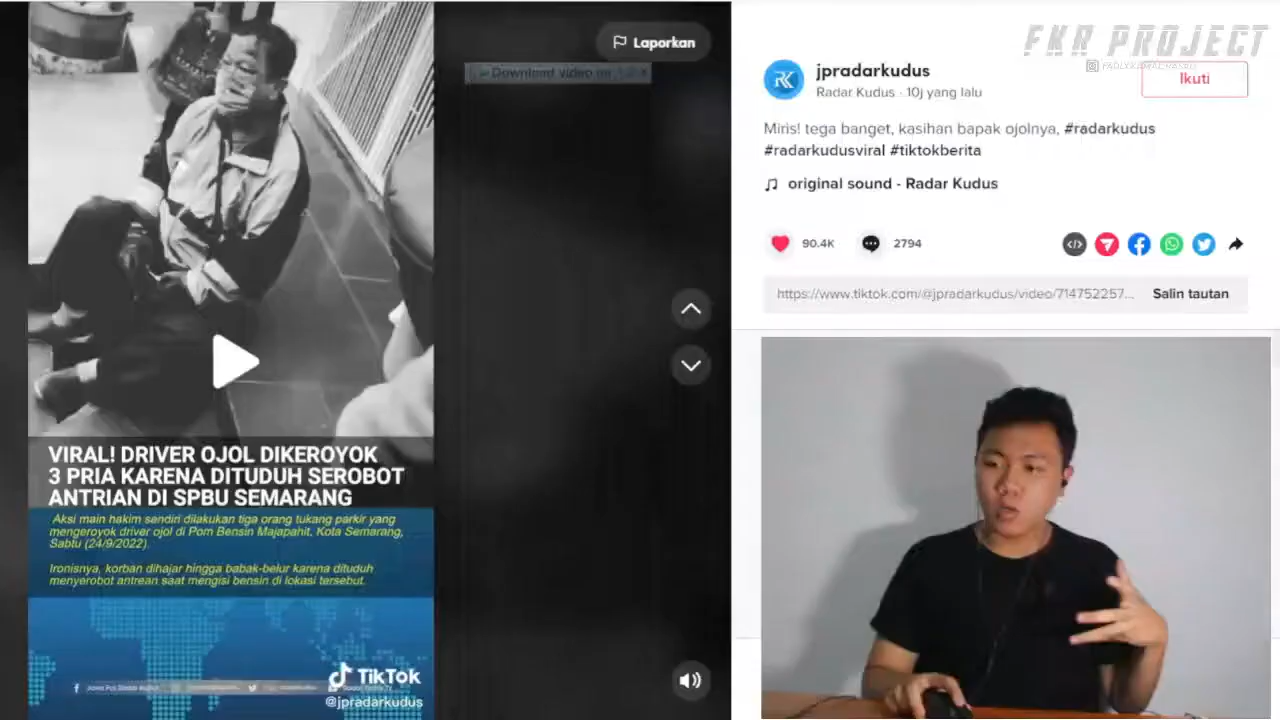 Laporkan
VIRAL! DRIVER OJOL DIKEROYOK
3 PRIA KARENA DITUDUH SEROBOT
ANTRIAN DI SPBU SEMARANG
Aksi main hakim sendiri dilakukan tiga orang tukang parkir yang
mengeroyok driver ojol di Pom Bensin Majapahit, Kota Semarang,
Sabtu (24/9/2022).
Ironisnya, korban dihajar hingga babak-belur karena dituduh
menyerobot antrean saat mengisi bensin di lokasi tersebut.
TikTok
@jpradarkudus
FKR PROJECT
jpradarkudus
Radar Kudus · 10j yang lalu
Ikuti
Miris! tega banget, kasihan bapak ojolnya, #radarkudus
#radarkudusviral #tiktokberita
original sound - Radar Kudus
90.4K
2794
https://www.tiktok.com/@jpradarkudus/video/714752257...
Salin tautan